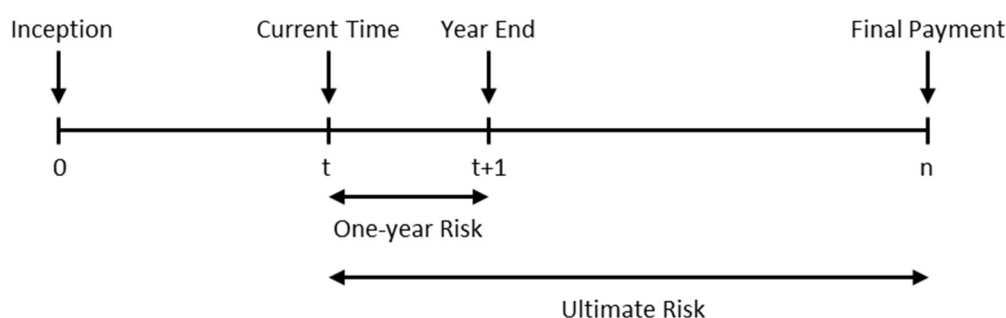 Inception Current Time Year End Final Payment
0 t t+1 n
One-year Risk
Ultimate Risk